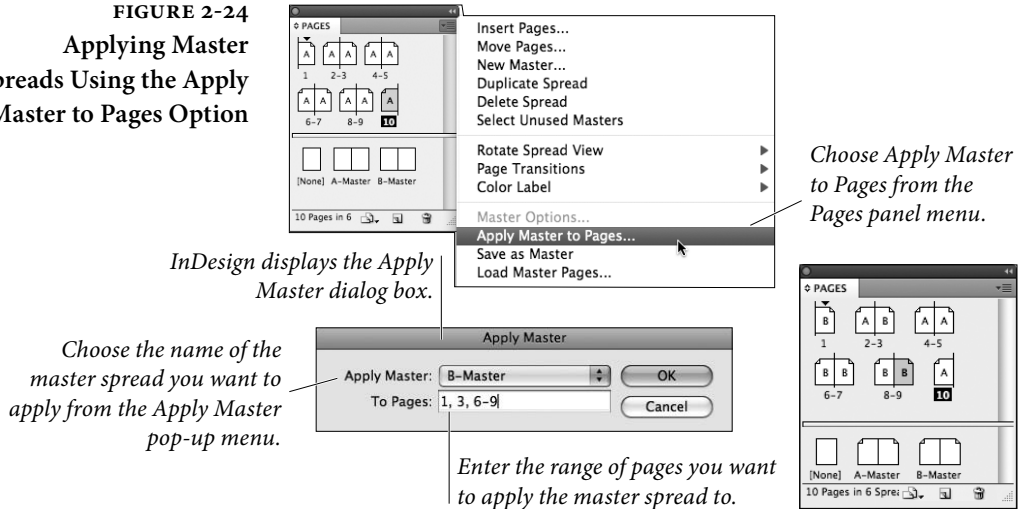 FIGURE 2-24
Applying Master
preads Using the Apply
Master to Pages Option
PAGES
A A A A A
1 2-3 4-5
A A A A A
6-7 8-9 10
[None] A-Master B-Master
10 Pages in 6
Insert Pages...
Move Pages...
New Master...
Duplicate Spread
Delete Spread
Select Unused Masters
Rotate Spread View
Page Transitions
Color Label
Master Options...
Apply Master to Pages...
Save as Master
Load Master Pages...
Choose Apply Master
to Pages from the
Pages panel menu.
InDesign displays the Apply
Master dialog box.
Choose the name of the
master spread you want to
apply from the Apply Master
pop-up menu.
Apply Master
Apply Master: B-Master OK
To Pages: 1, 3, 6-9 Cancel
Enter the range of pages you want
to apply the master spread to.
PAGES
B A B A A
1 2-3 4-5
B B B B A
6-7 8-9 10
[None] A-Master B-Master
10 Pages in 6 Sprea